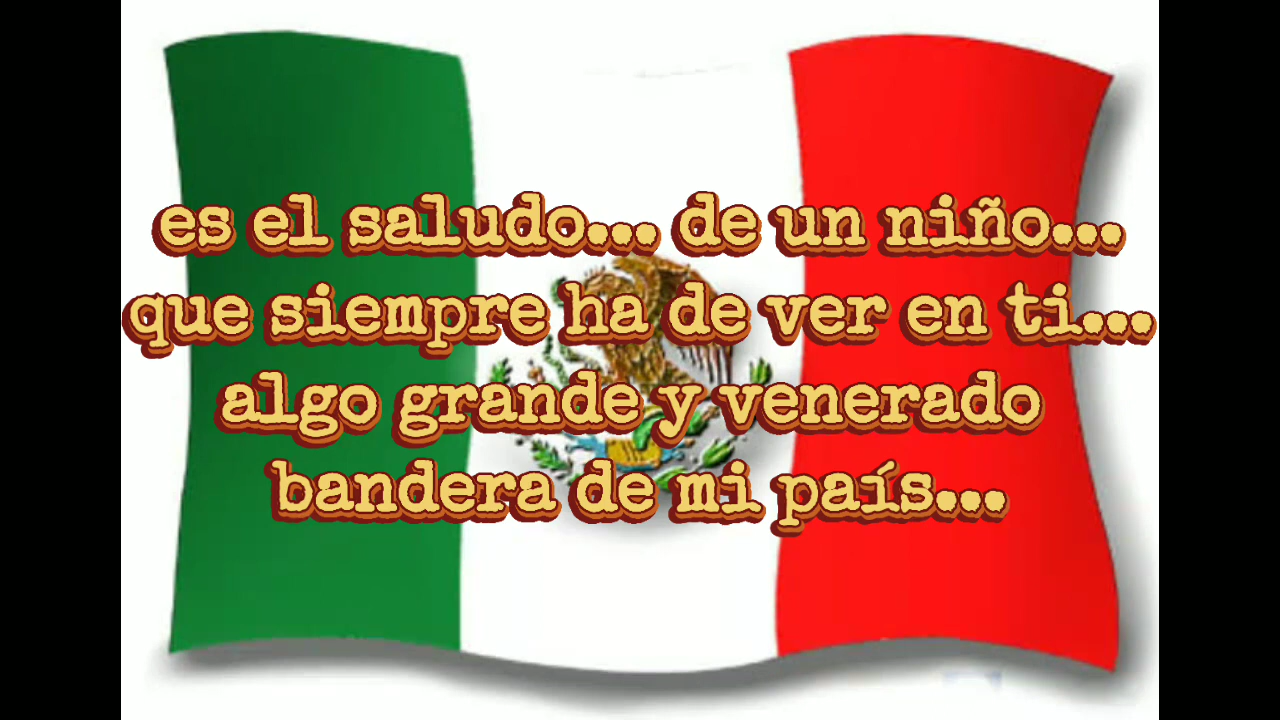 es el saludo... de un niño...
que siempre ha de ver en ti...
algo grande y venerado
bandera de mi país...